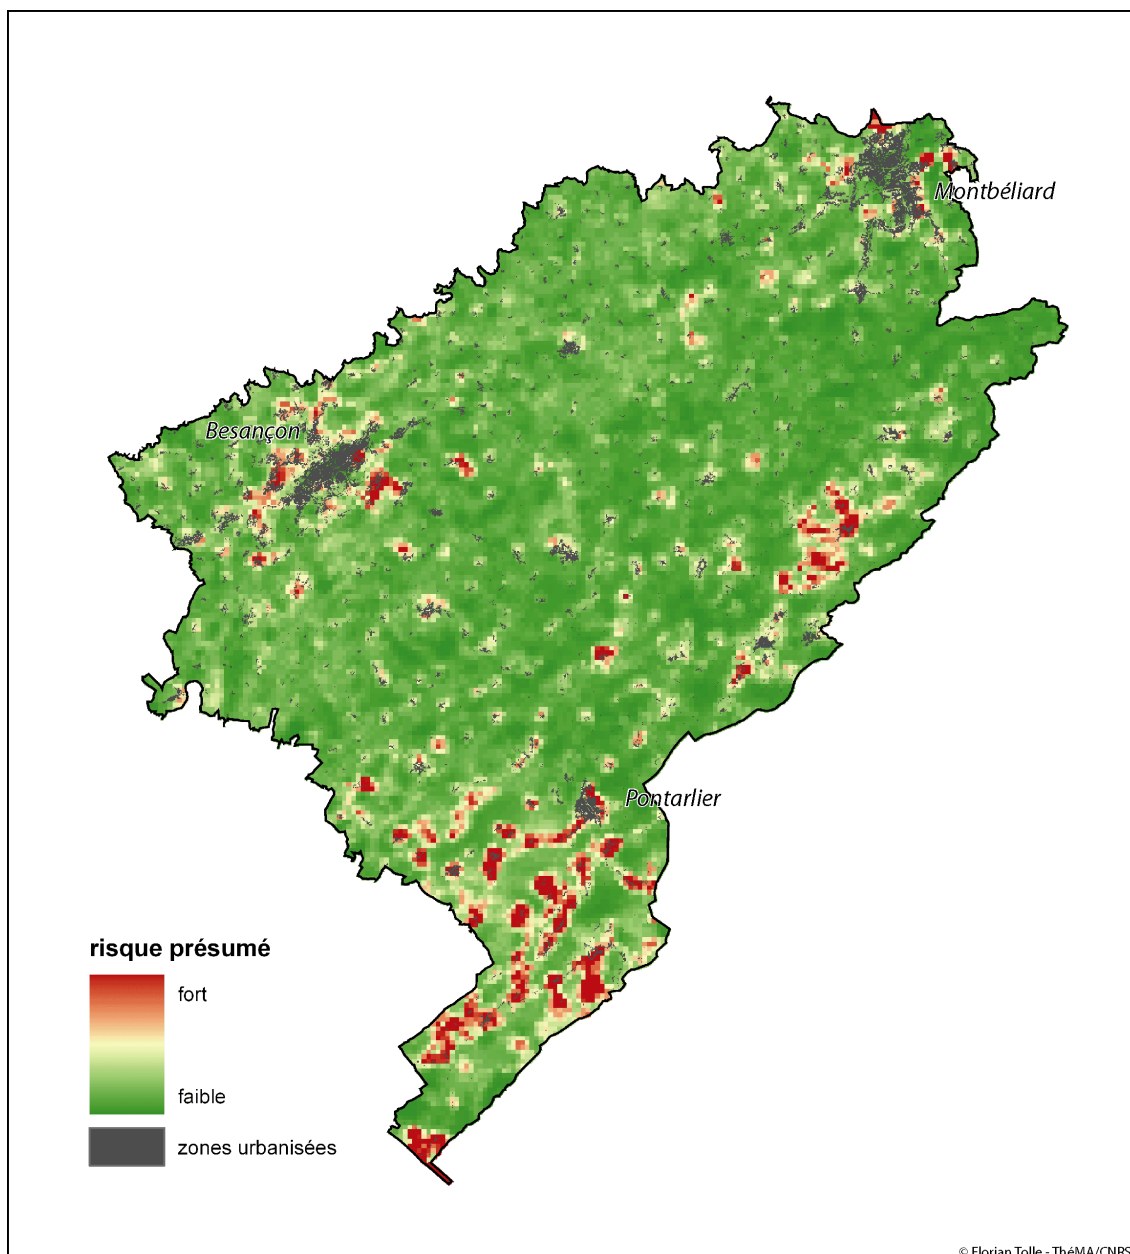 Montbéliard
Besançon
Pontarlier
risque présumé
fort
faible
zones urbanisées
© Florian Tolle - ThéMA/CNRS